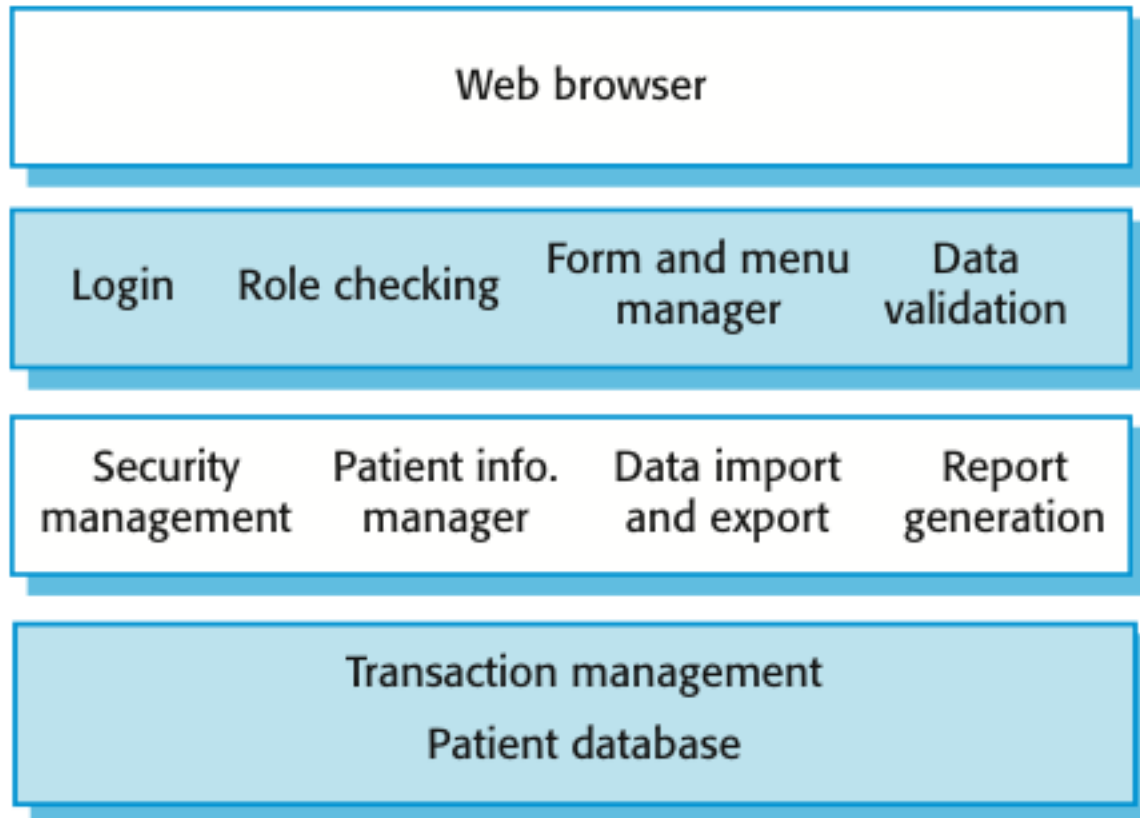 Web browser
Login
Role checking
Form and menu
manager
Data
validation
Security
management
Patient info.
manager
Data import
and export
Report
generation
Transaction management
Patient database